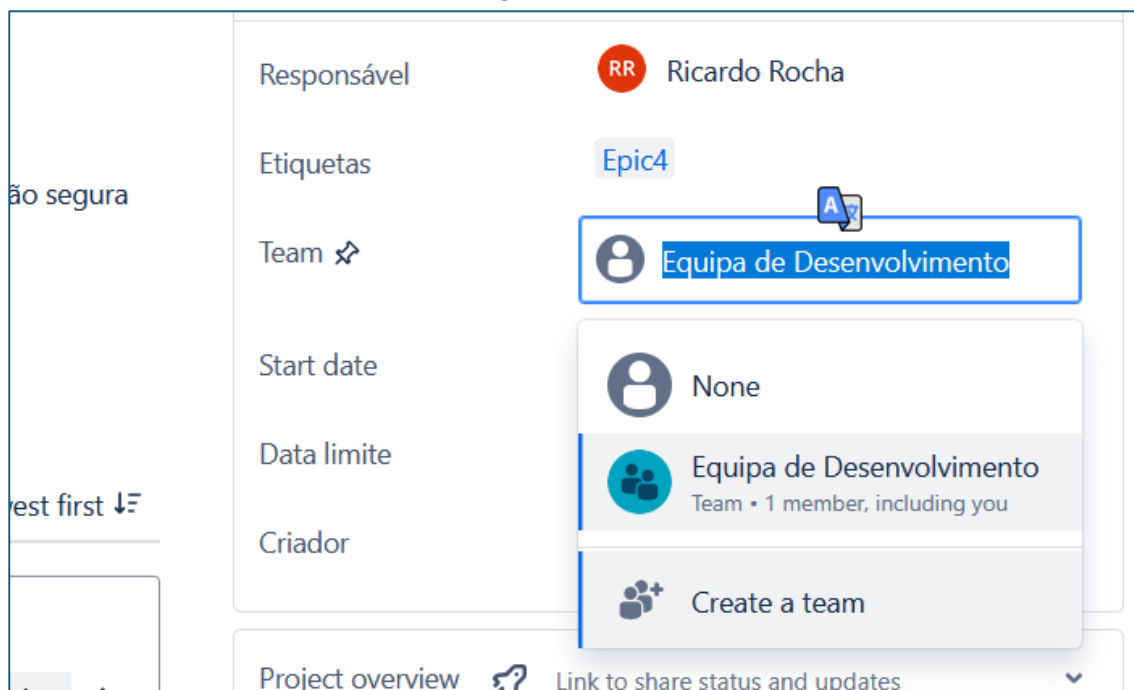 Responsável
RR Ricardo Rocha
Etiquetas
Epic4
ão segura
A
Team
Equipa de Desenvolvimento
Start date
None
Data limite
Equipa de Desenvolvimento
Team • 1 member, including you
est first
Criador
Create a team
Project overview
Link to share status and updates